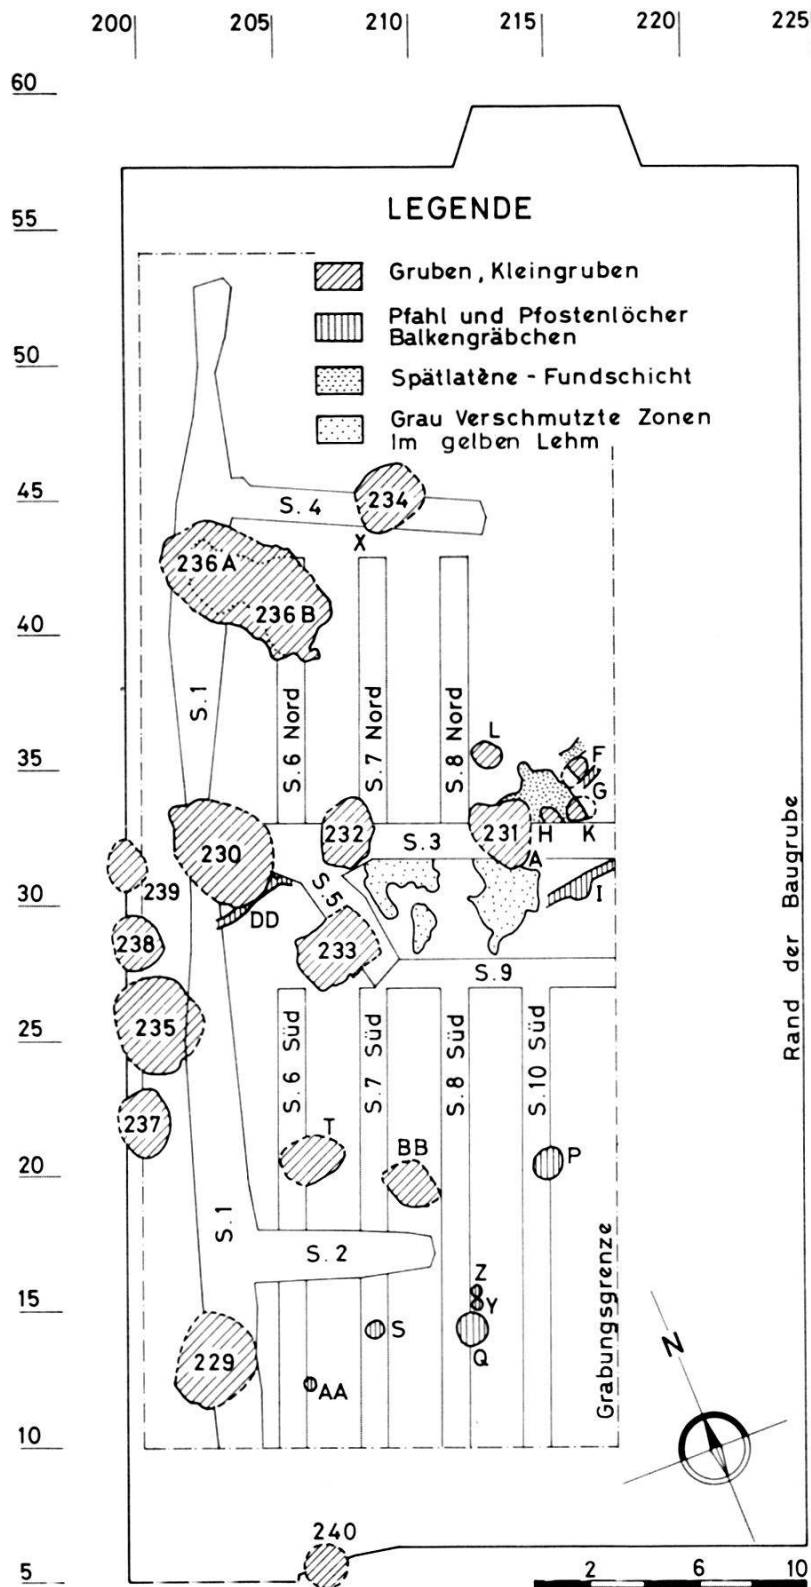 200 205 210 215 220 225
60
55
LEGENDE
Gruben, Kleingruben
Pfahl und Pfostenlöcher
Balkengräbchen
Spätlatène - Fundschicht
Grau Verschmutzte Zonen
Im gelben Lehm
50
45
S. 4
234
X
236A
236B
40
S.1
S.6 Nord
S.7 Nord
S.8 Nord
L
F
G
35
230
232
S.3
231
H
K
A
239
30
S.5
I
DD
238
233
S.9
Rand der Baugrube
25
235
S.6 Süd
S.7 Süd
S.8 Süd
S.10 Süd
237
T
BB
P
20
S.1
S.2
Grabungsgrenze
15
Z
Y
S
Q
229
AA
N
10
240
5
2 6 10